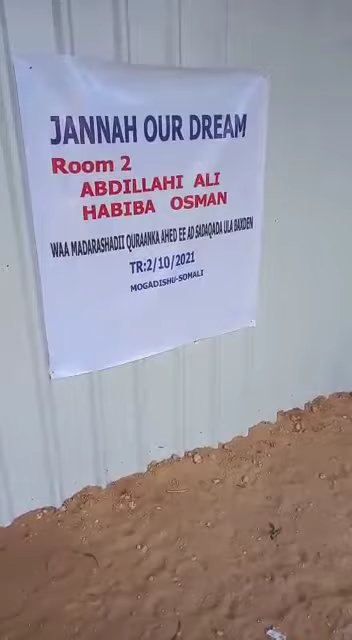 JANNAH OUR DREAM
Room 2
ABDILLAHI ALI
HABIBA OSMAN
WAA MADARASHADII QURAANKA AHED EE AD SADAQADA ULA BAXDEN
TR:2/10/2021
MOGADISHU-SOMALI